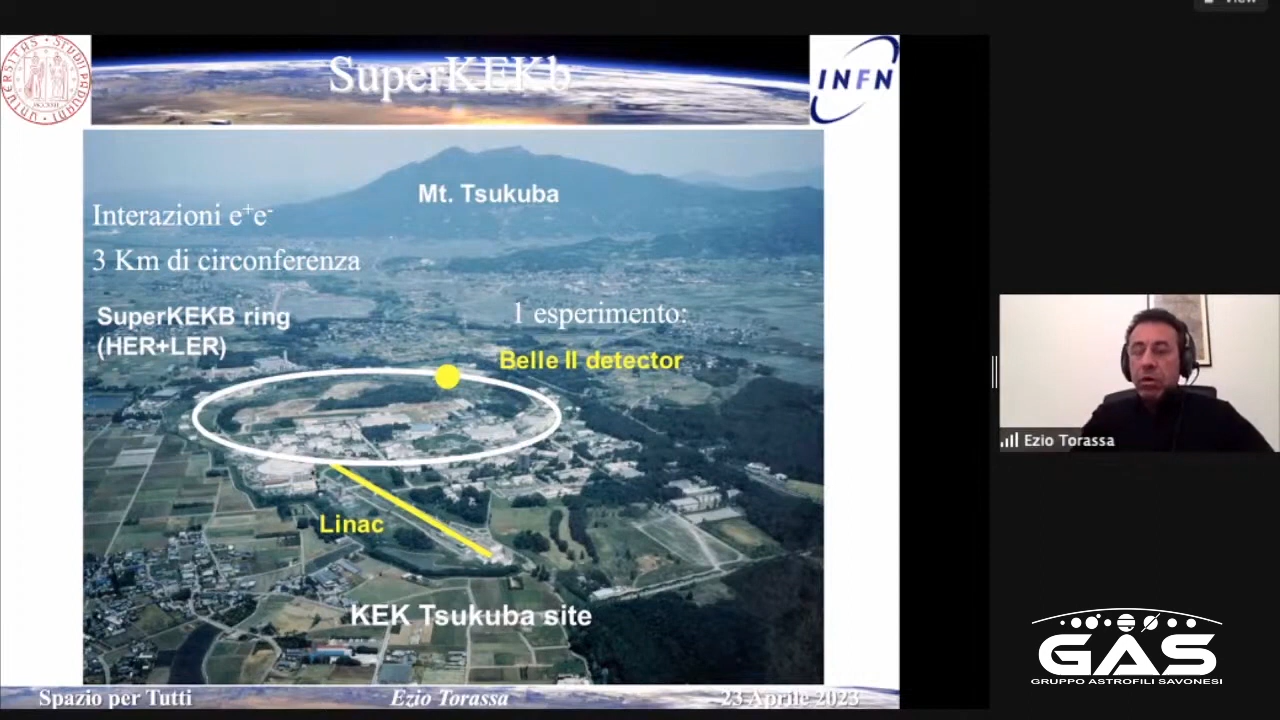 SuperKEKb
INFN
Mt. Tsukuba
Interazioni e⁺e⁻
3 Km di circonferenza
SuperKEKB ring
(HER+LER)
1 esperimento:
Belle II detector
Linac
KEK Tsukuba site
Spazio per Tutti
Ezio Torassa
23 Aprile 2023
Ezio Torassa
GAS
GRUPPO ASTROFILI SAVONESI